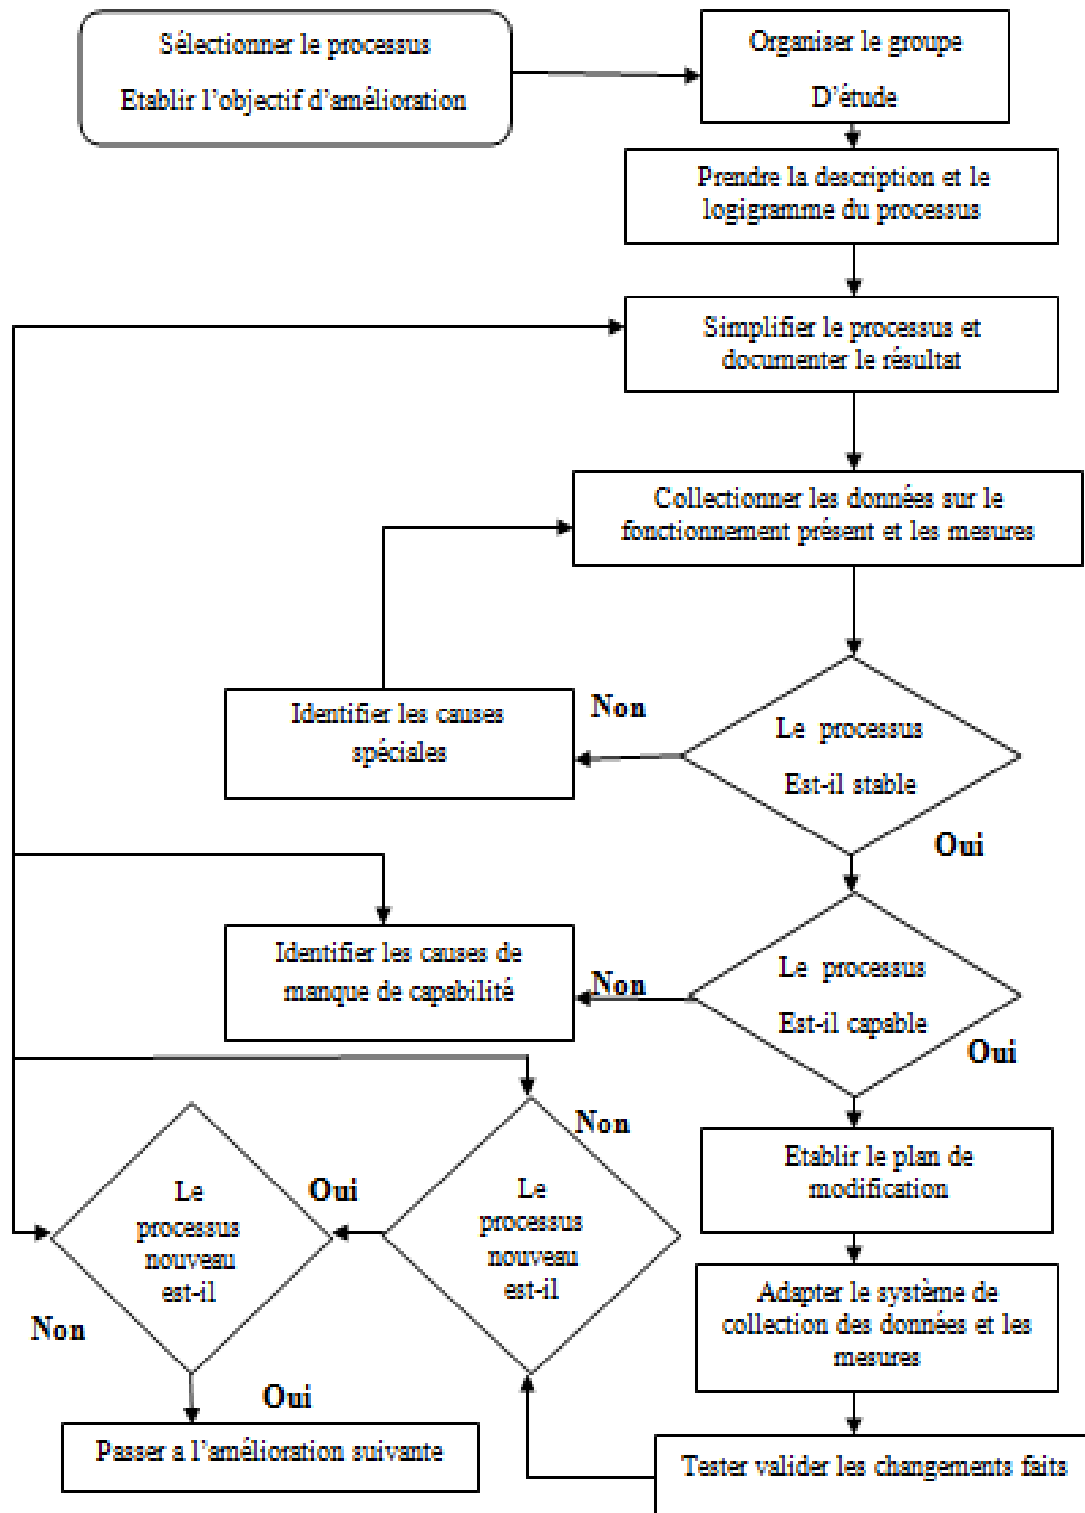 Sélectionner le processus
Etablir l'objectif d'amélioration
Organiser le groupe
D'étude
Prendre la description et le
logigramme du processus
Simplifier le processus et
documenter le résultat
Collectionner les données sur le
fonctionnement présent et les mesures
Le processus
Est-il stable
Non
Identifier les causes
spéciales
Oui
Le processus
Est-il capable
Non
Identifier les causes de
manque de capabilité
Oui
Etablir le plan de
modification
Adapter le système de
collection des données et les
mesures
Tester valider les changements faits
Non
Le
processus
nouveau
est-il
Oui
Le
processus
nouveau
est-il
Non
Oui
Passer a l'amélioration suivante